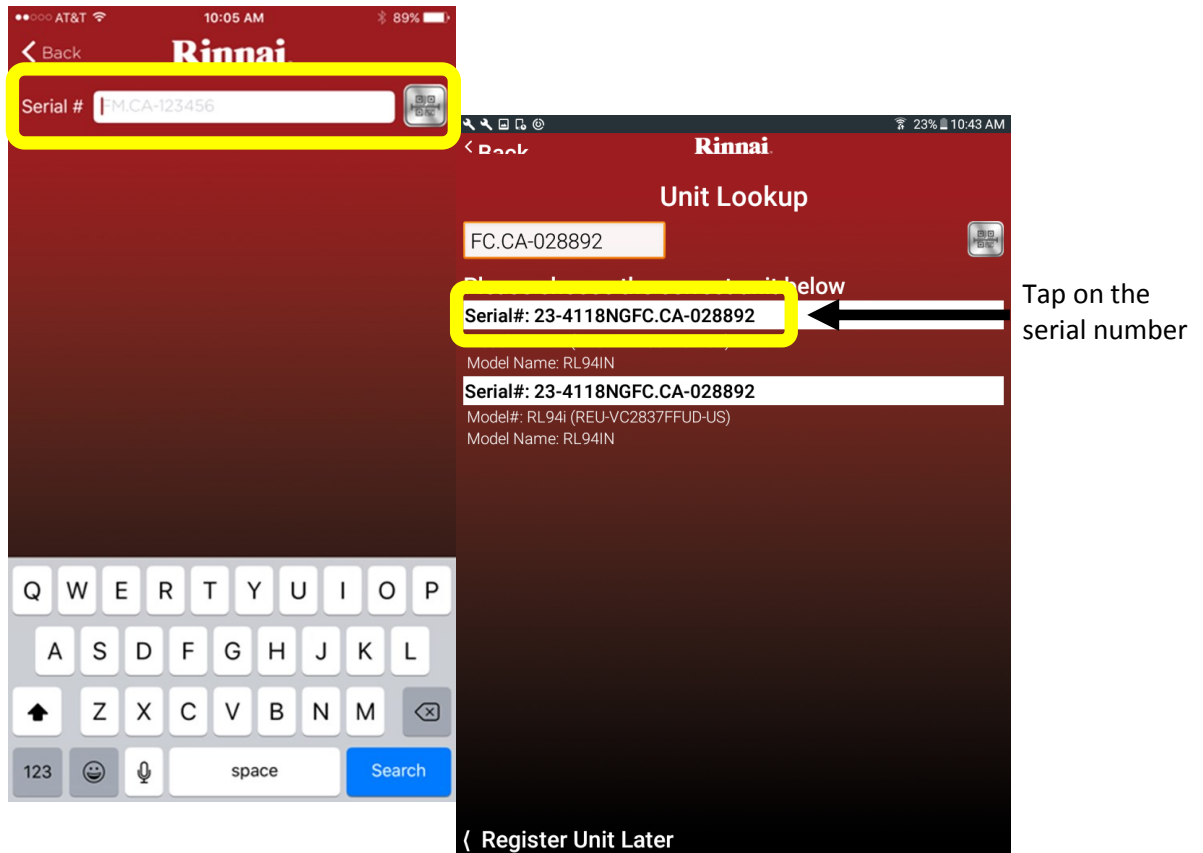 AT&T 10:05 AM 89%
Back Rinnai
Serial # FM.CA-123456
Q W E R T Y U I O P
A S D F G H J K L
Z X C V B N M
123 space Search
23% 10:43 AM
Back Rinnai
Unit Lookup
FC.CA-028892
below
Serial#: 23-4118NGFC.CA-028892
Model Name: RL94IN
Serial#: 23-4118NGFC.CA-028892
Model#: RL94i (REU-VC2837FFUD-US)
Model Name: RL94IN
Register Unit Later
Tap on the
serial number